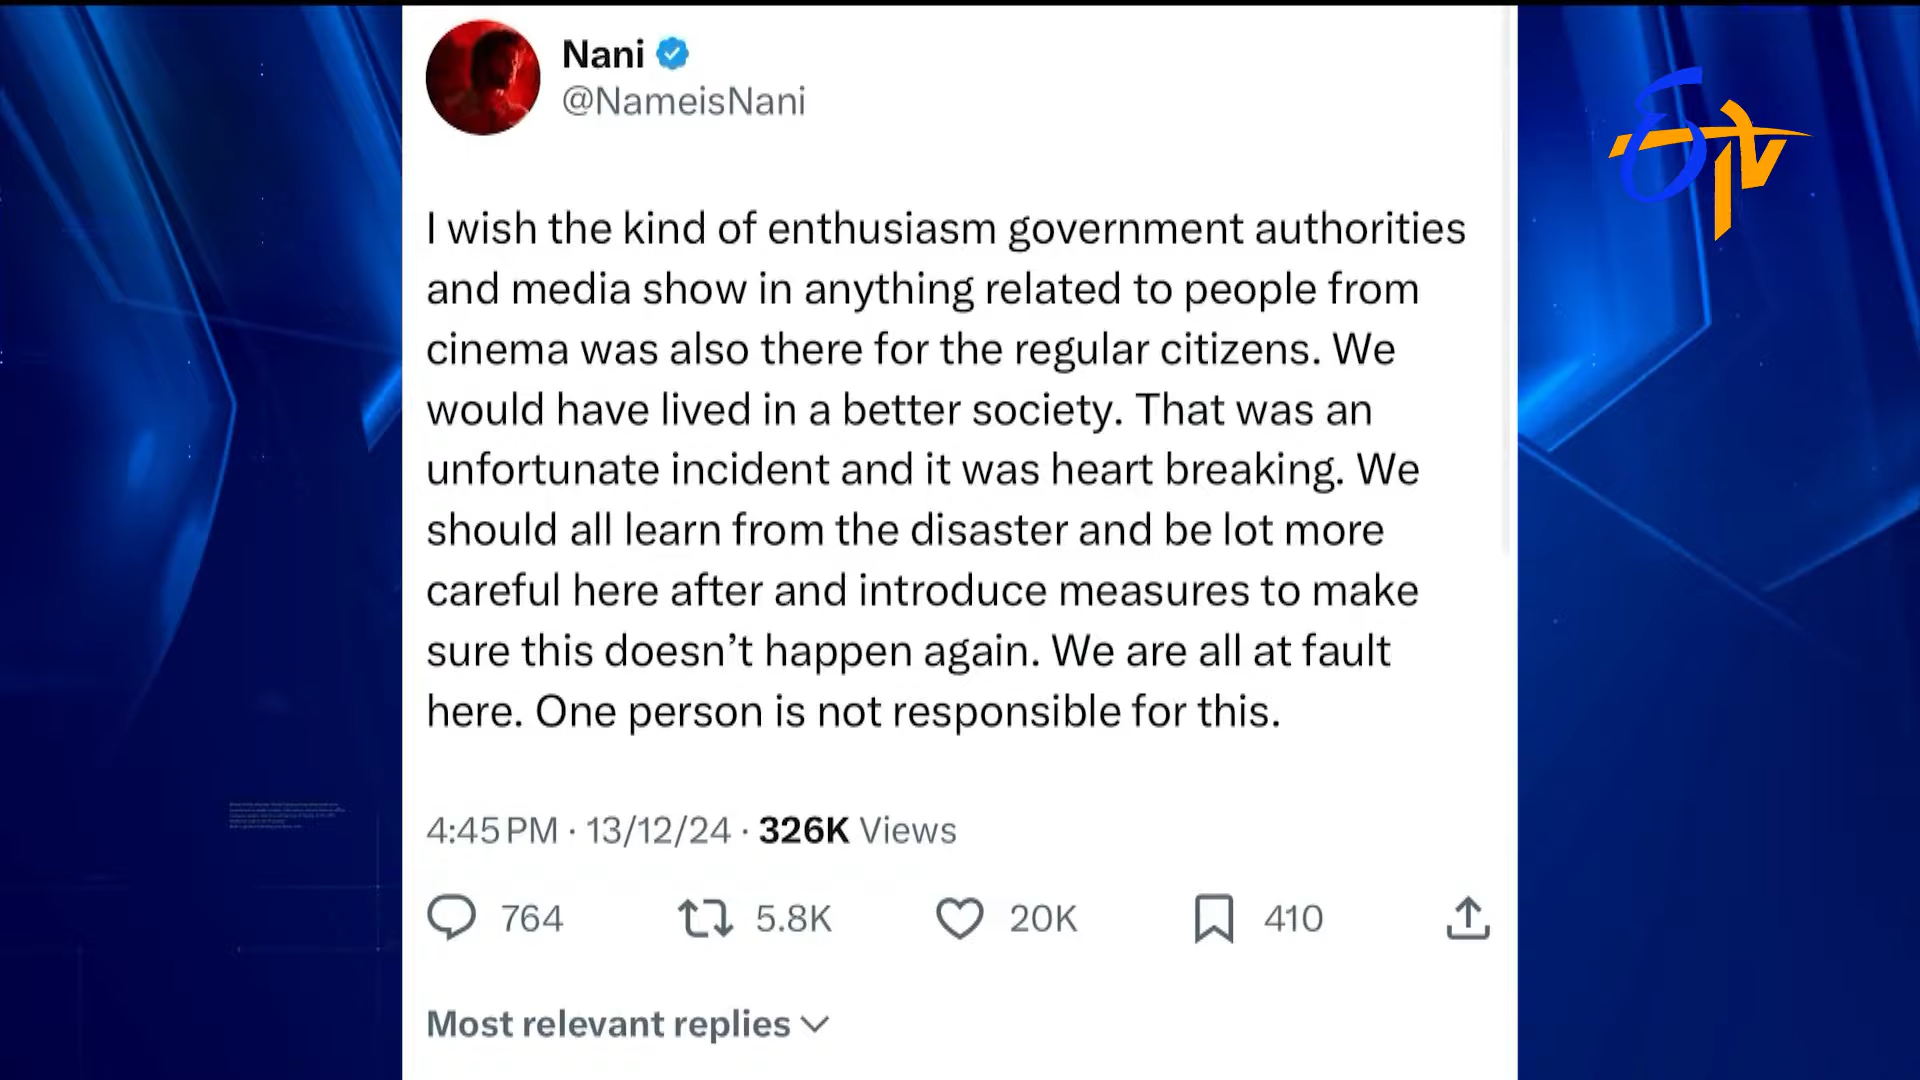 Nani
@NameisNani
ETV
I wish the kind of enthusiasm government authorities
and media show in anything related to people from
cinema was also there for the regular citizens. We
would have lived in a better society. That was an
unfortunate incident and it was heart breaking. We
should all learn from the disaster and be lot more
careful here after and introduce measures to make
sure this doesn’t happen again. We are all at fault
here. One person is not responsible for this.
4:45 PM · 13/12/24 · 326K Views
764 5.8K 20K 410
Most relevant replies